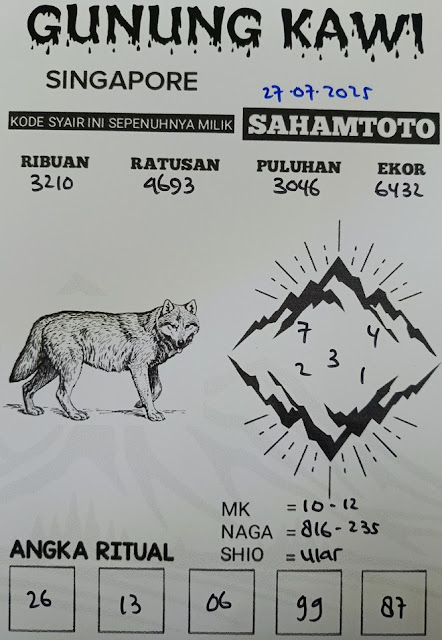 GUNUNG KAWI
SINGAPORE
27.07.2025
KODE SYAIR INI SEPENUHNYA MILIK SAHAMTOTO
RIBUAN RATUSAN PULUHAN EKOR
3210 9693 3046 6432
7 4
3
2 1
MK = 10-12
NAGA = 816-235
SHIO = ular
ANGKA RITUAL
26 13 06 99 87